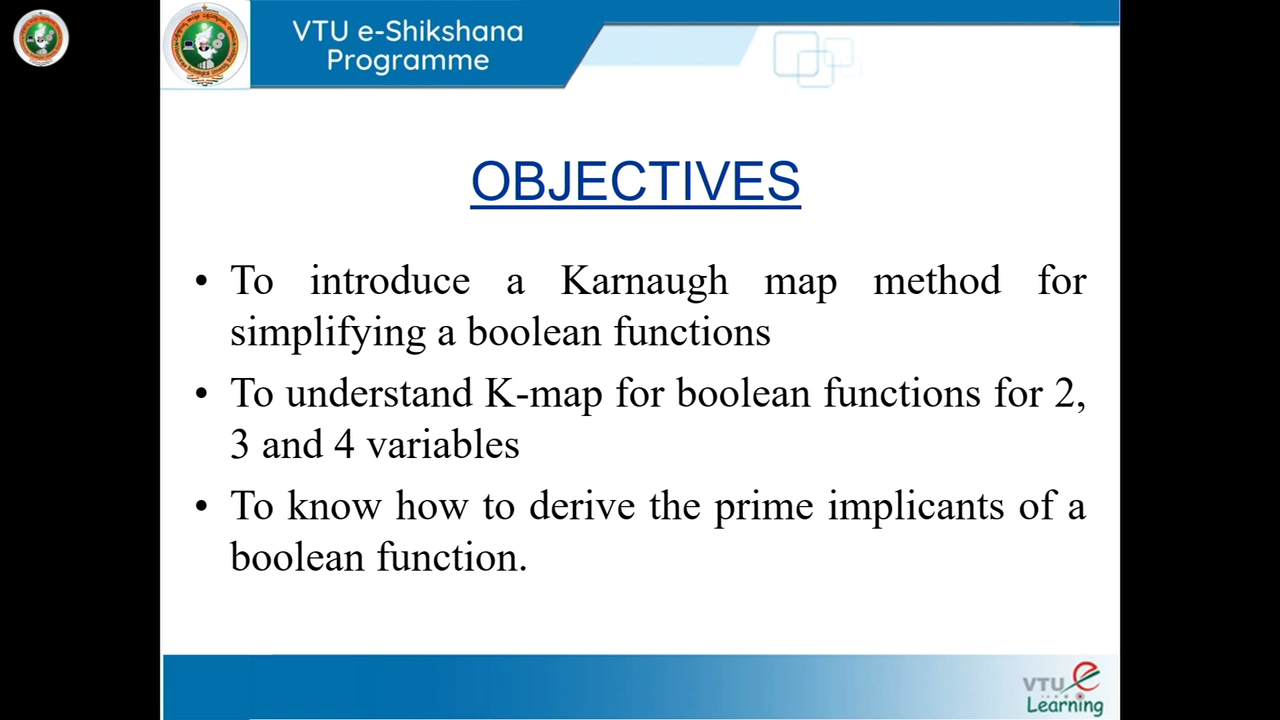 VTU e-Shikshana
Programme
OBJECTIVES
• To introduce a Karnaugh map method for
simplifying a boolean functions
• To understand K-map for boolean functions for 2,
3 and 4 variables
• To know how to derive the prime implicants of a
boolean function.
VTU e
Learning